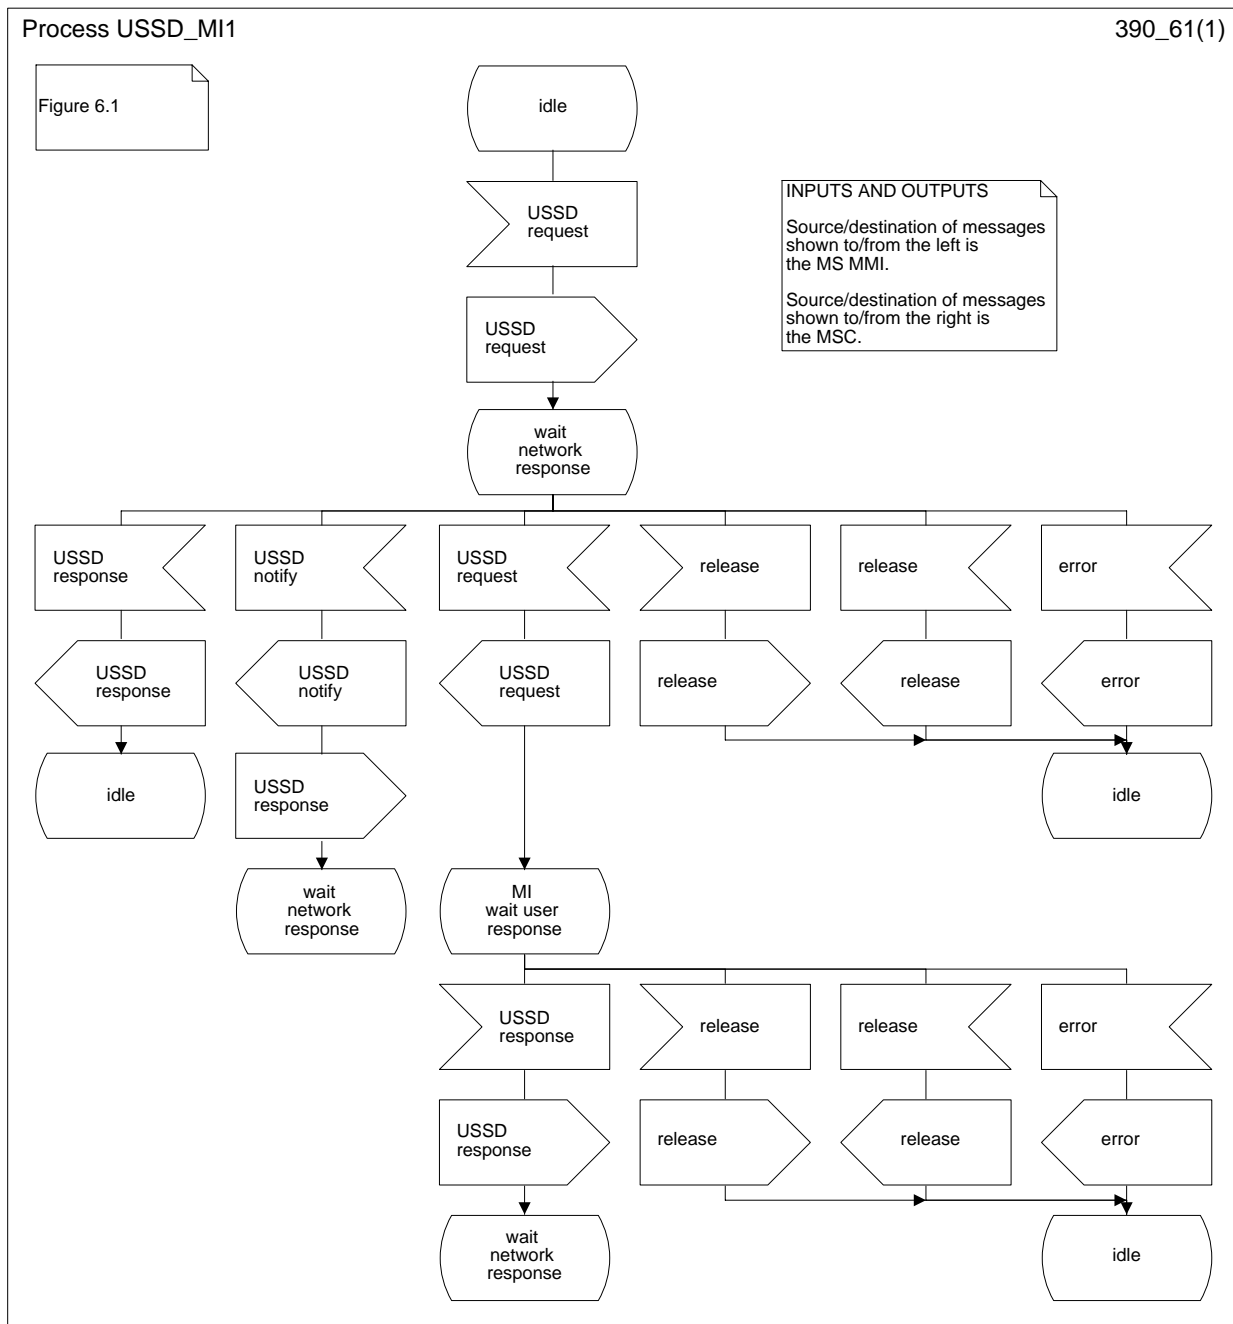 Process USSD_MI1
390_61(1)
Figure 6.1
idle
USSD
request
INPUTS AND OUTPUTS
Source/destination of messages
shown to/from the left is
the MS MMI.
Source/destination of messages
shown to/from the right is
the MSC.
USSD
request
wait
network
response
USSD
response
USSD
notify
USSD
request
release
release
error
USSD
response
USSD
notify
USSD
request
release
release
error
idle
USSD
response
idle
wait
network
response
MI
wait user
response
USSD
response
release
release
error
USSD
response
release
release
error
wait
network
response
idle